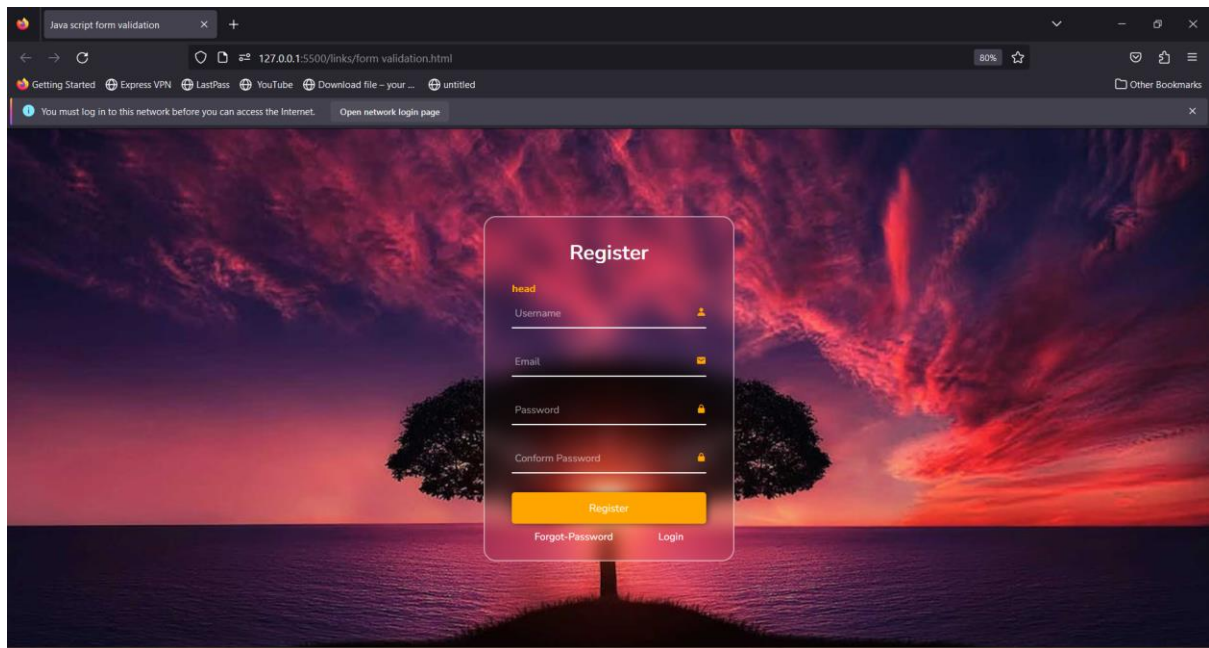 Java script form validation
127.0.0.1:5500/links/form validation.html
80%
Getting Started Express VPN LastPass YouTube Download file – your ... untitled Other Bookmarks
You must log in to this network before you can access the Internet. Open network login page
Register
head
Username
Email
Password
Conform Password
Register
Forgot-Password Login